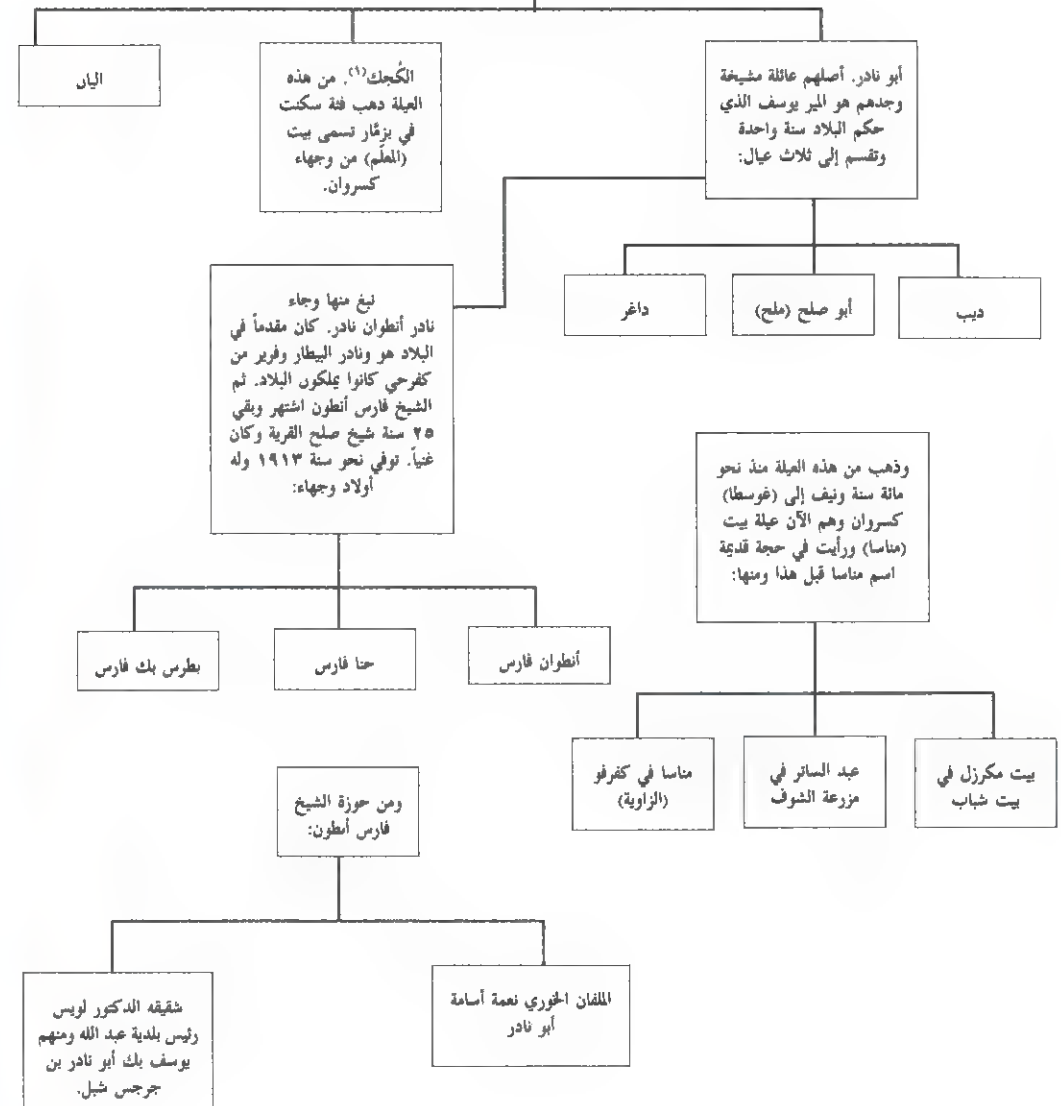 أبو نادر. أصلهم عائلة مشيخة
وجدهم هو المير يوسف الذي
حكم البلاد سنة واحدة
وتقسم إلى ثلاث عيال:
الكُجك(١). من هذه
العيلة دهب فئة سكنت
في بزمّار تسمى بيت
(المعلّم) من وجهاء
كسروان.
اليان
ديب
أبو صلح (ملح)
داغر
نبغ منها وجاء
نادر أنطوان نادر. كان مقدماً في
البلاد هو ونادر البيطار وفرير من
كفرحي كانوا يملكون البلاد. ثم
الشيخ فارس أنطون اشتهر وبقي
٢٥ سنة شيخ صلح القرية وكان
غنياً. توفي نحو سنة ١٩١٣ وله
أولاد وجهاء:
وذهب من هذه العيلة منذ نحو
مائة سنة ونيف إلى (غوسطا)
كسروان وهم الآن عيلة بيت
(مناسا) ورأيت في حجة قديمة
اسم مناسا قبل هذا ومنها:
أنطوان فارس
حنا فارس
بطرس بك فارس
بيت مكرزل في
بيت شباب
عبد الساتر في
مزرعة الشوف
مناسا في كفرفو
(الزاوية)
ومن حوزة الشيخ
فارس أنطون:
الملفان الخوري نعمة أسامة
أبو نادر
شقيقه الدكتور لويس
رئيس بلدية عبد الله ومنهم
يوسف بك أبو نادر بن
جرجس شبل.